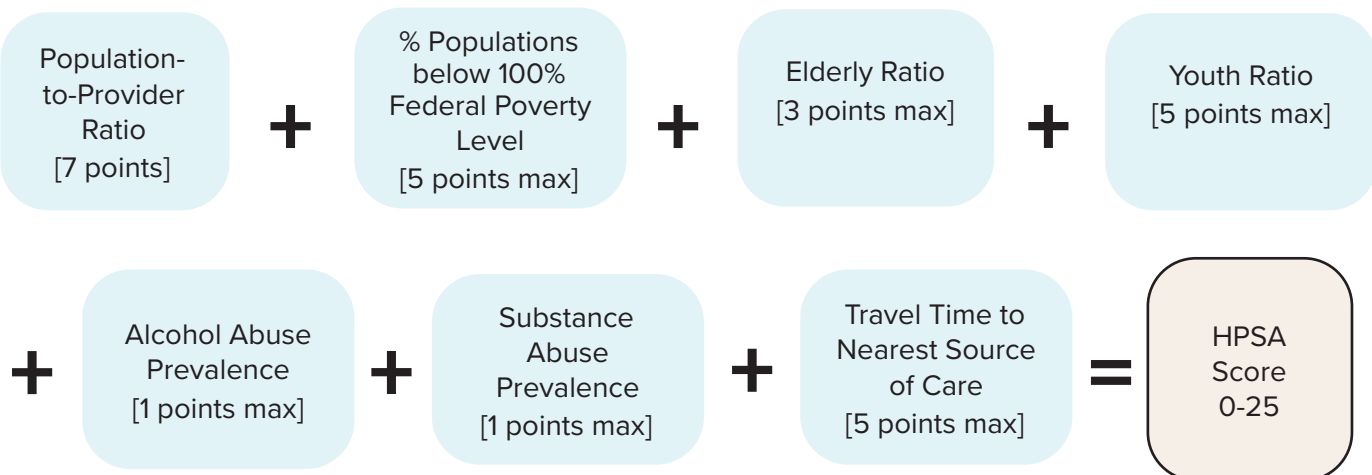 Population-
to-Provider
Ratio
[7 points]
+
% Populations
below 100%
Federal Poverty
Level
[5 points max]
+
Elderly Ratio
[3 points max]
+
Youth Ratio
[5 points max]
+
Alcohol Abuse
Prevalence
[1 points max]
+
Substance
Abuse
Prevalence
[1 points max]
+
Travel Time to
Nearest Source
of Care
[5 points max]
=
HPSA
Score
0-25